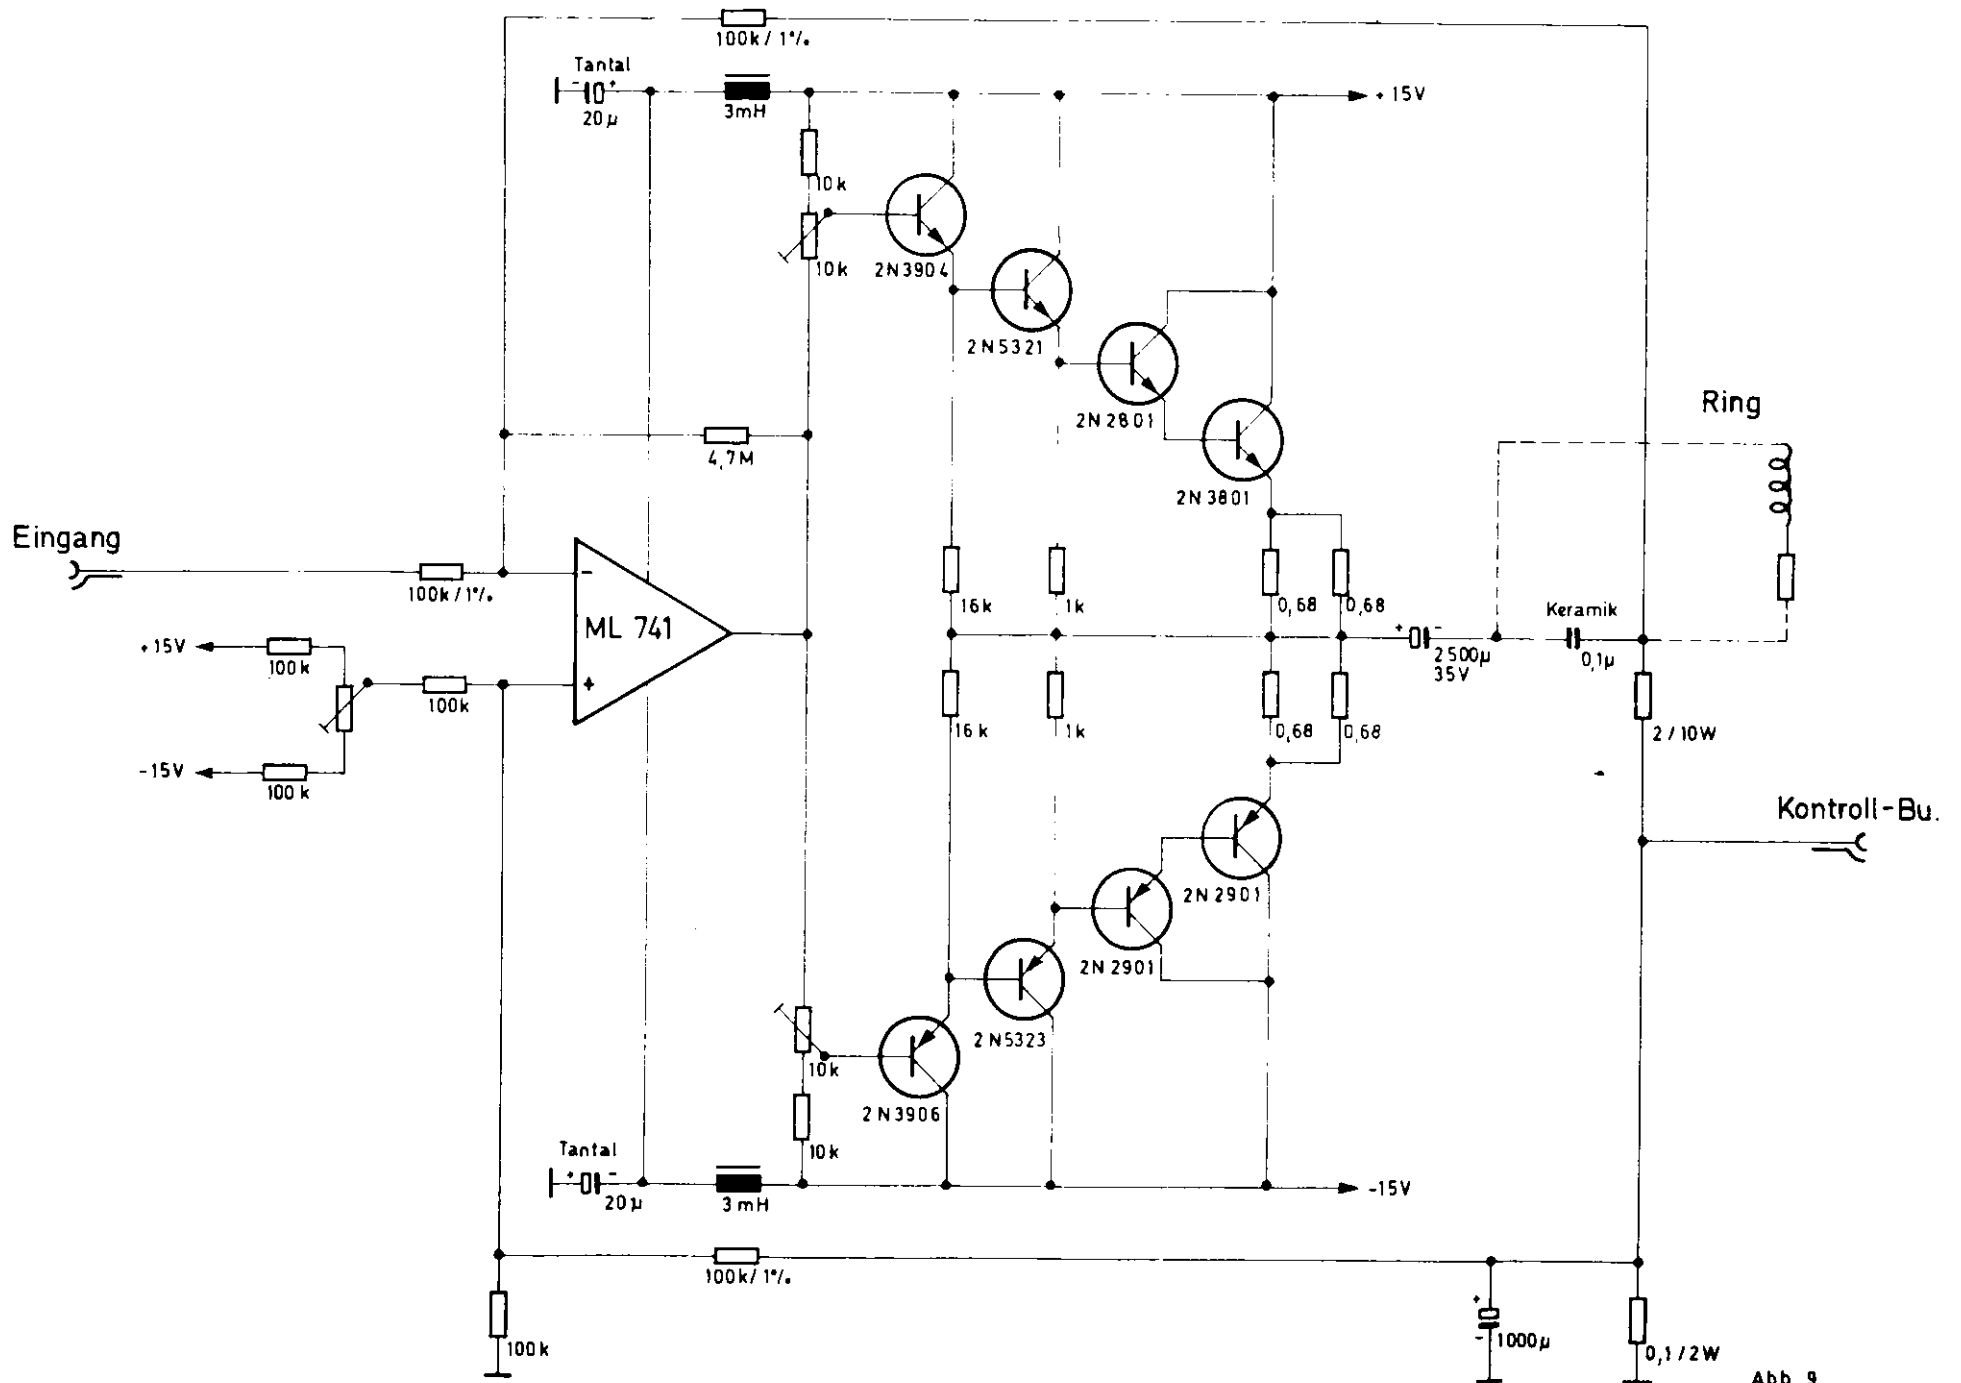 100k/1%
Tantal
20µ
3mH
+15V
10k
10k
2N3904
2N5321
2N2801
2N3801
4,7M
Ring
Eingang
100k/1%
ML 741
-
+
+15V
100k
100k
-15V
100k
16k
1k
0,68
0,68
16k
1k
0,68
0,68
+ -
2500µ
35V
Keramik
0,1µ
2/10W
Kontroll-Bu.
2N2901
2N2901
2N5323
2N3906
10k
10k
Tantal
20µ
3mH
-15V
100k/1%
100k
+
-
1000µ
0,1/2W
Abb. 9